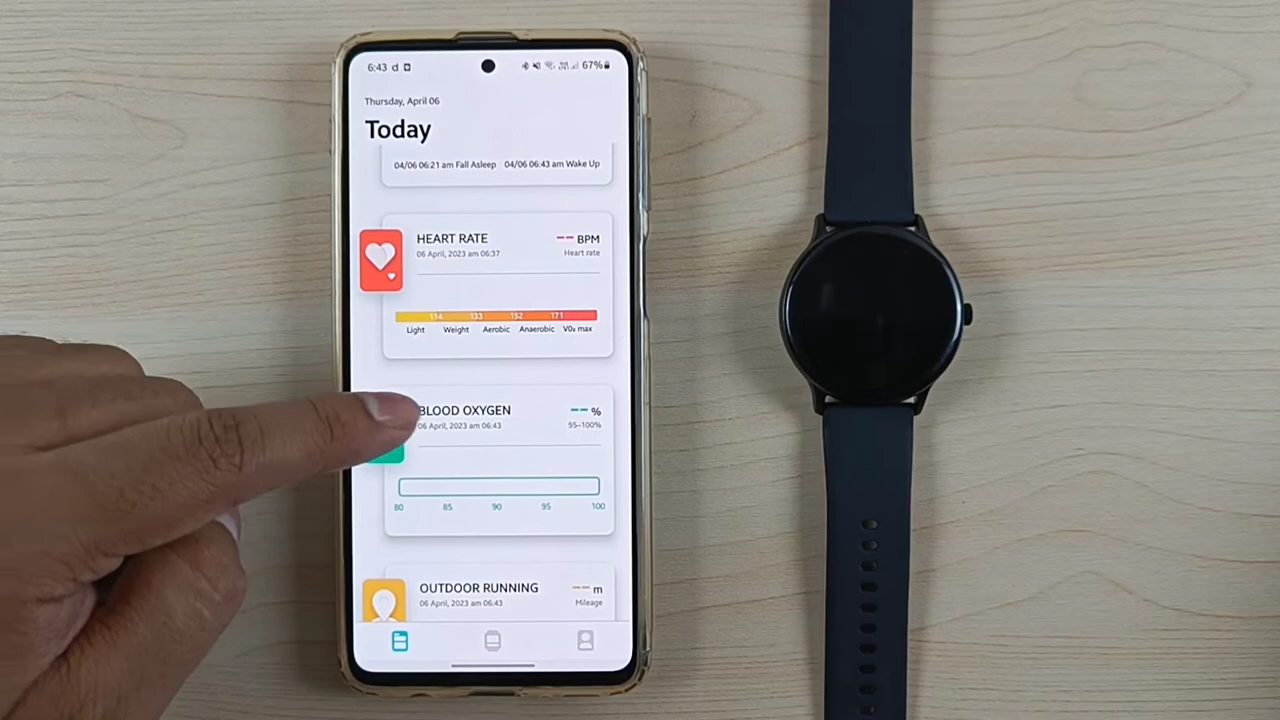 6:43
67%
Thursday, April 06
Today
04/06 06:21 am Fall Asleep 04/06 06:43 am Wake Up
HEART RATE -- BPM
06 April, 2023 am 06:37 Heart rate
114 133 152 171
Light Weight Aerobic Anaerobic VO₂ max
BLOOD OXYGEN -- %
06 April, 2023 am 06:43 95-100%
80 85 90 95 100
OUTDOOR RUNNING -- m
06 April, 2023 am 06:43 Mileage